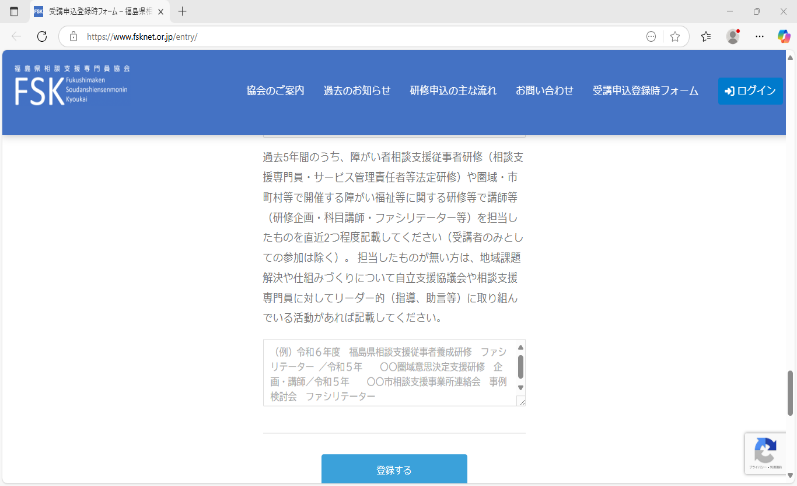 受講申込登録時フォーム – 福島県相
https://www.fsknet.or.jp/entry/
福島県相談支援専門員協会
FSK
Fukushimaken
Soudanshiensenmonin
Kyoukai
協会のご案内 過去のお知らせ 研修申込の主な流れ お問い合わせ 受講申込登録時フォーム ログイン
過去5年間のうち、障がい者相談支援従事者研修（相談支
援専門員・サービス管理責任者等法定研修）や圏域・市
町村等で開催する障がい福祉等に関する研修等で講師等
（研修企画・科目講師・ファシリテーター等）を担当し
たものを直近2つ程度記載してください（受講者のみとし
ての参加は除く）。 担当したものが無い方は、地域課題
解決や仕組みづくりについて自立支援協議会や相談支援
専門員に対してリーダー的（指導、助言等）に取り組ん
でいる活動があれば記載してください。
（例）令和６年度　福島県相談支援従事者養成研修　ファシ
リテーター ／令和５年　　〇〇圏域意思決定支援研修　企
画・講師／令和５年　　〇〇市相談支援事業所連絡会　事例
検討会　ファシリテーター
登録する
プライバシー・利用規約